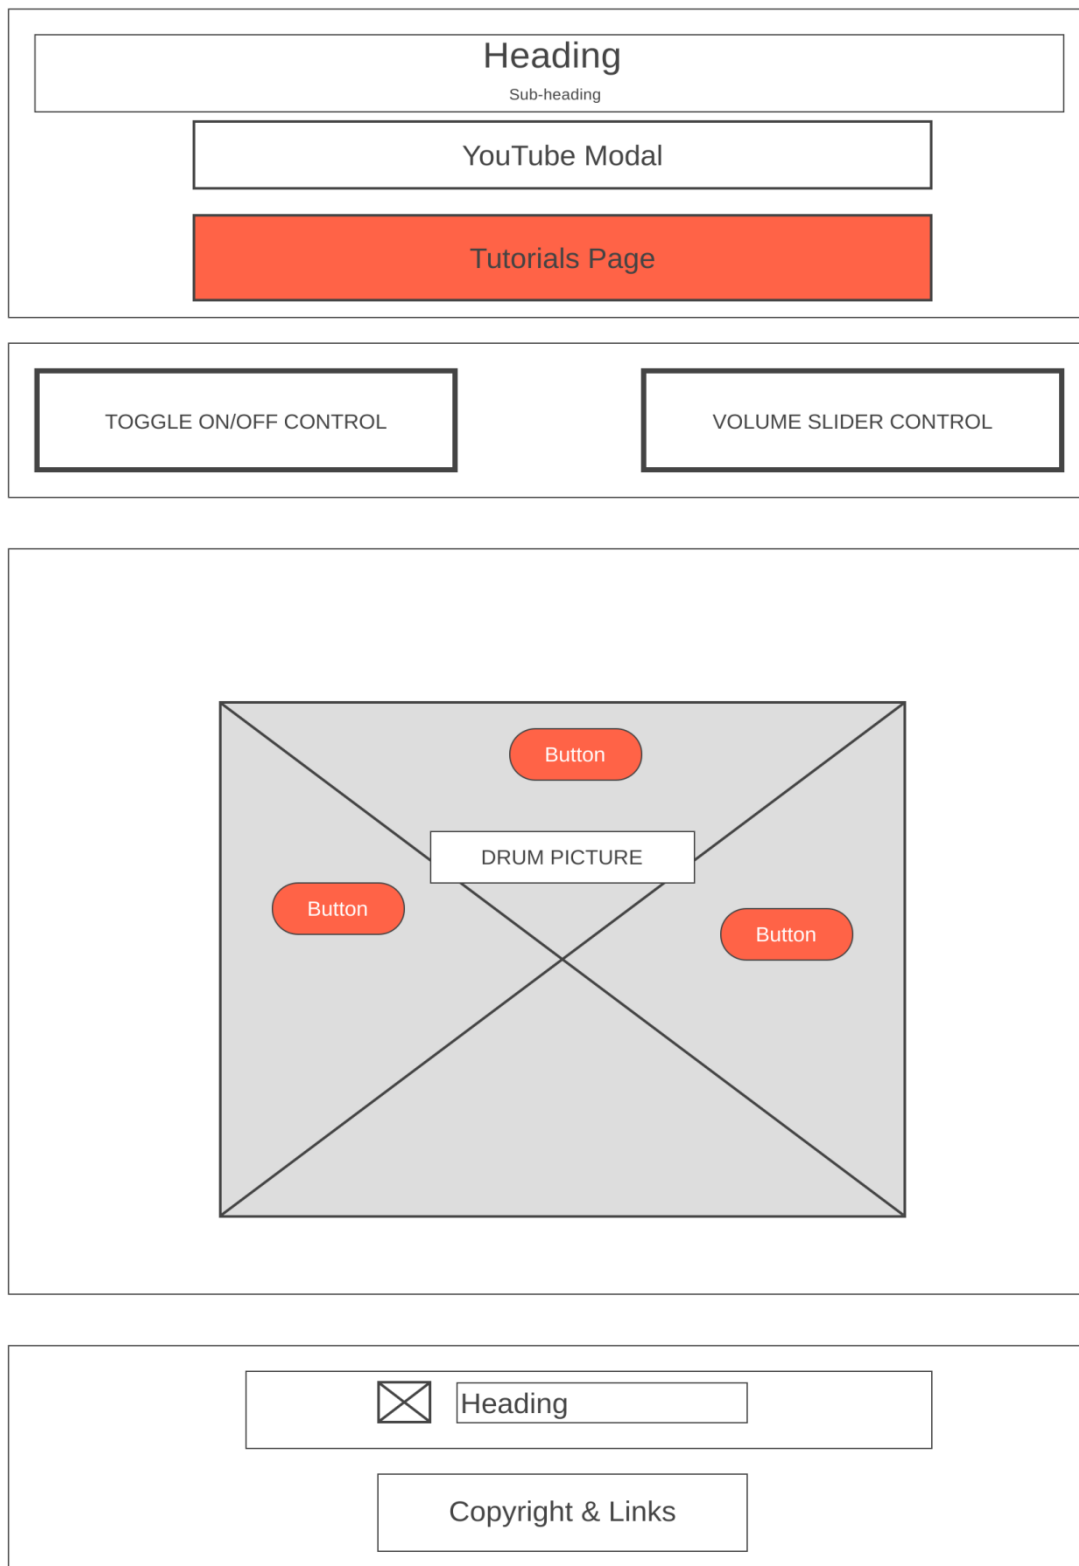 Heading
Sub-heading
YouTube Modal
Tutorials Page
TOGGLE ON/OFF CONTROL
VOLUME SLIDER CONTROL
Button
DRUM PICTURE
Button
Button
Heading
Copyright & Links